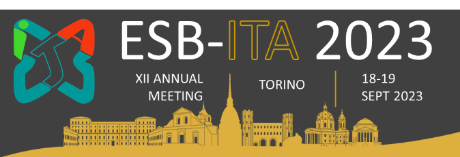 ESB-ITA 2023
XII ANNUAL
MEETING
TORINO
18-19
SEPT 2023